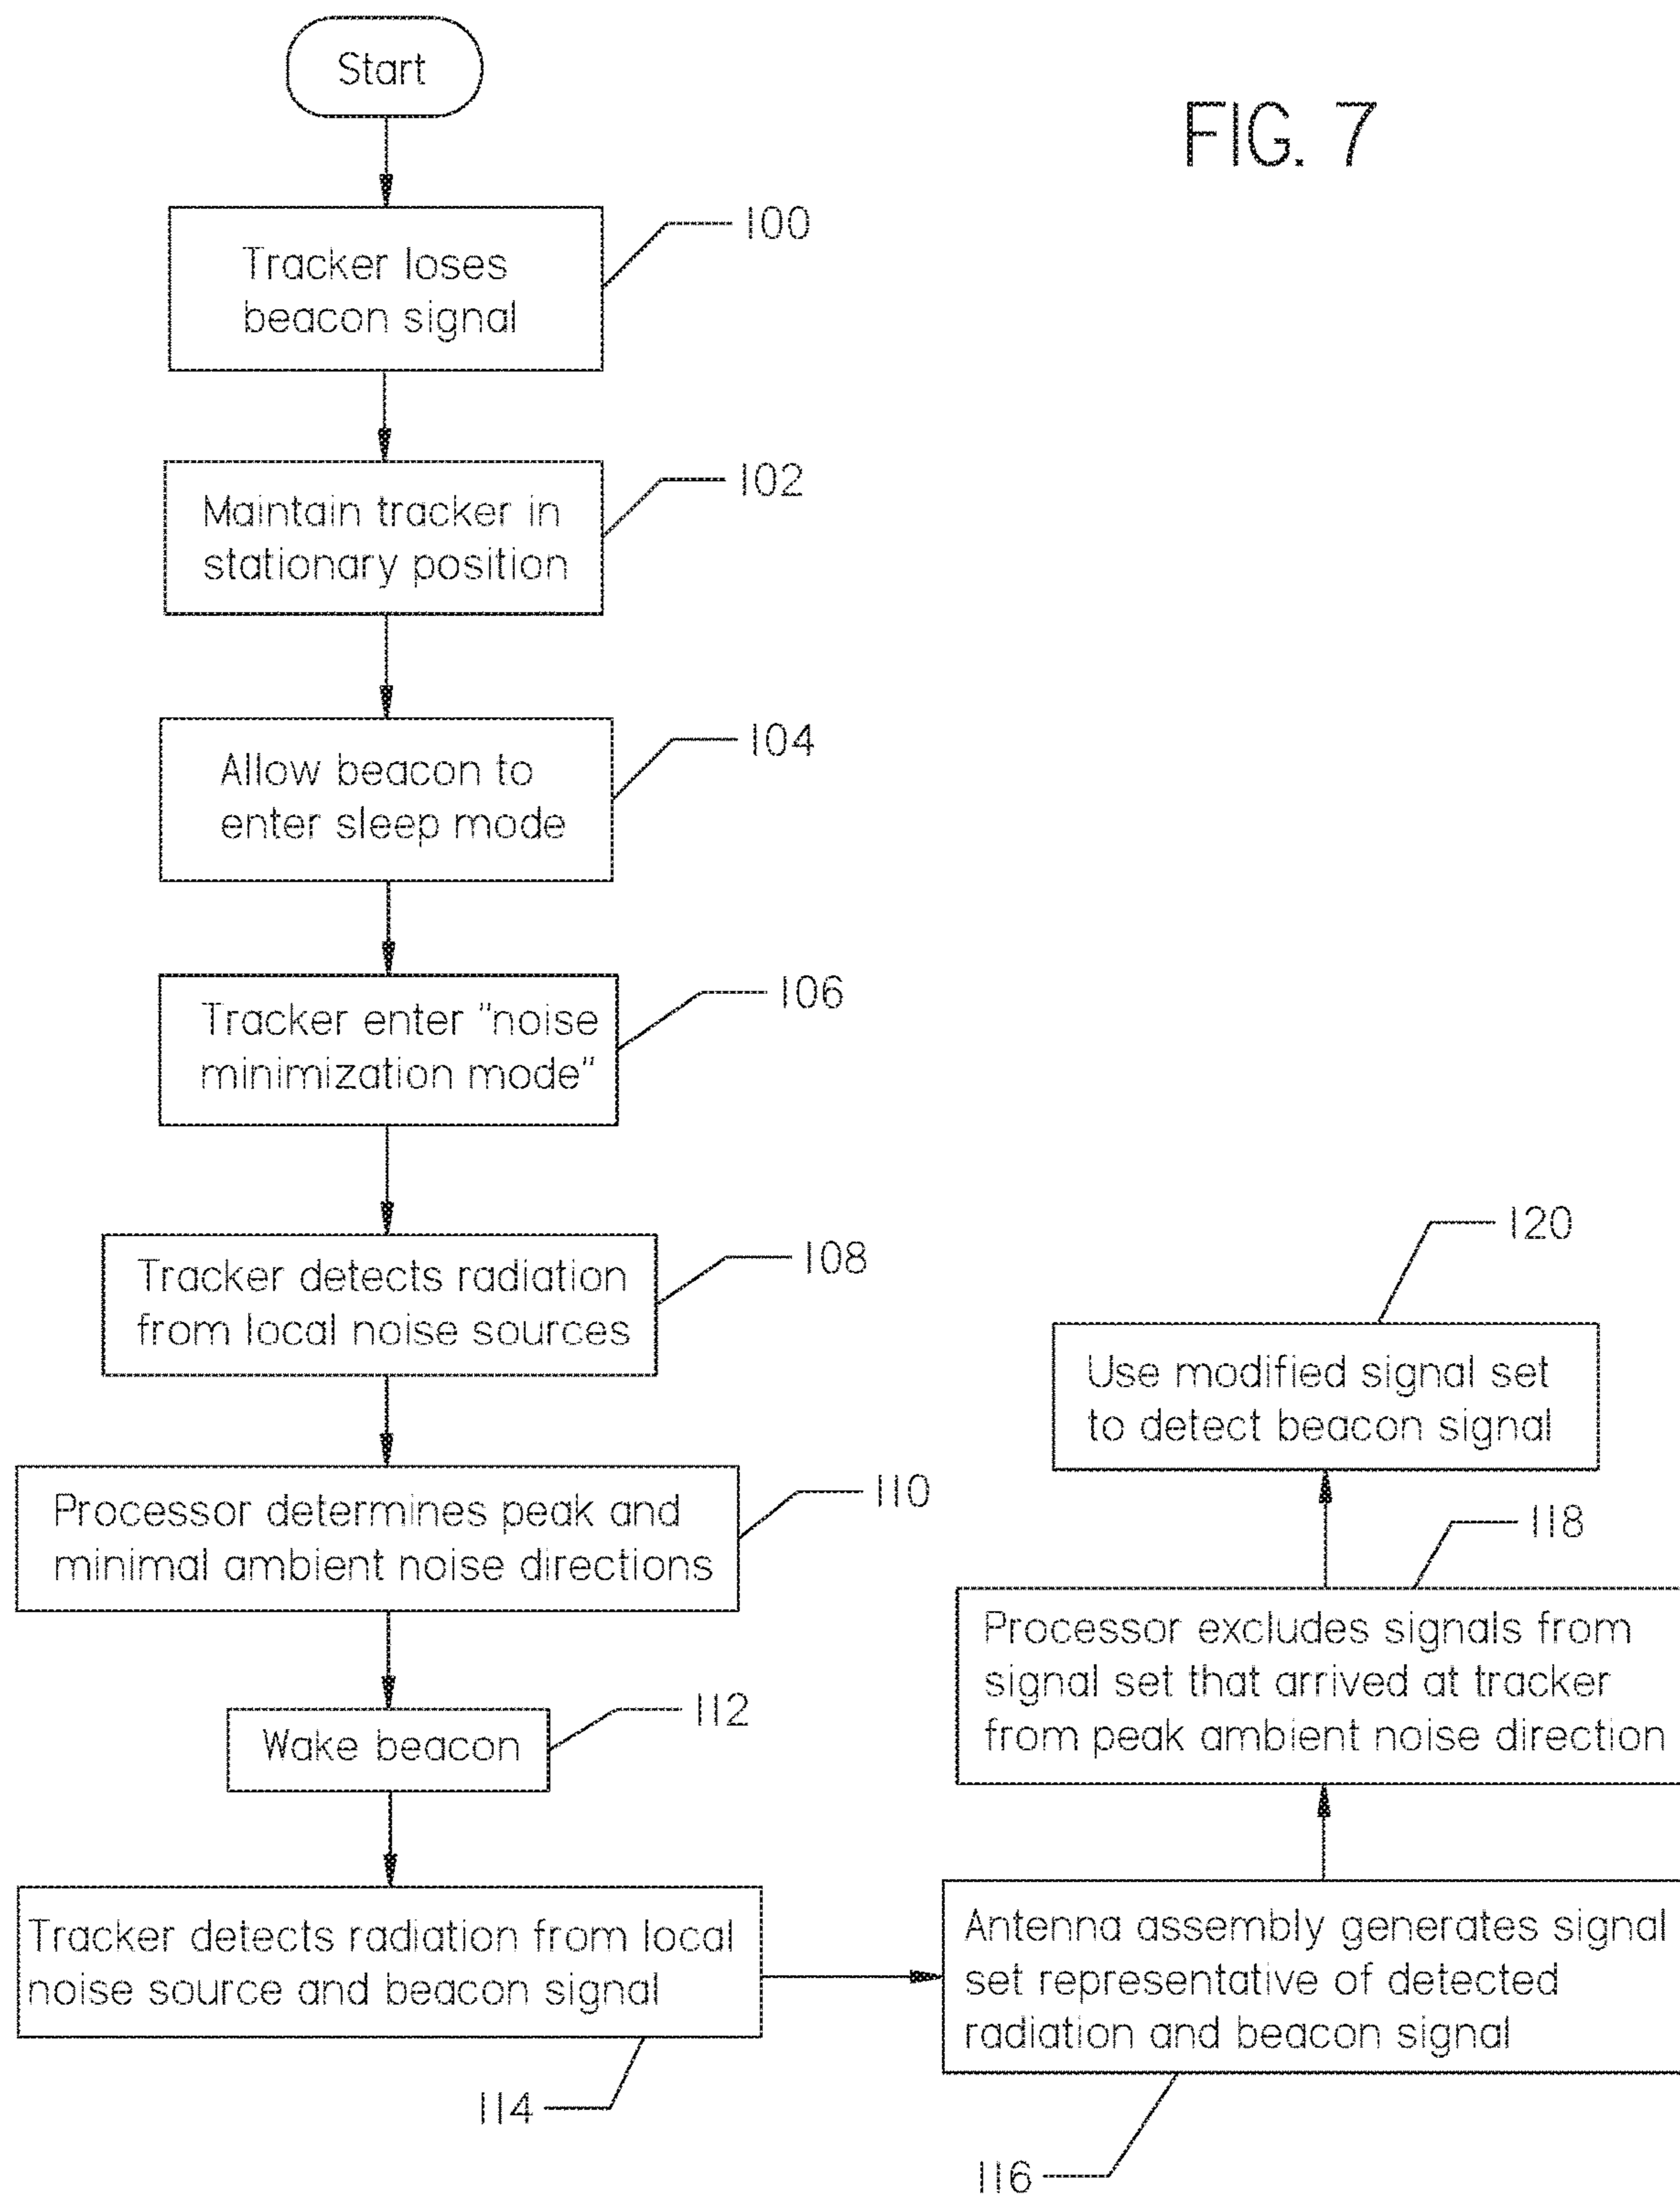 Start
FIG. 7
100
Tracker loses
beacon signal
102
Maintain tracker in
stationary position
104
Allow beacon to
enter sleep mode
106
Tracker enter "noise
minimization mode"
108
Tracker detects radiation
from local noise sources
110
Processor determines peak and
minimal ambient noise directions
112
Wake beacon
Tracker detects radiation from local
noise source and beacon signal
114
Antenna assembly generates signal
set representative of detected
radiation and beacon signal
116
118
Processor excludes signals from
signal set that arrived at tracker
from peak ambient noise direction
120
Use modified signal set
to detect beacon signal